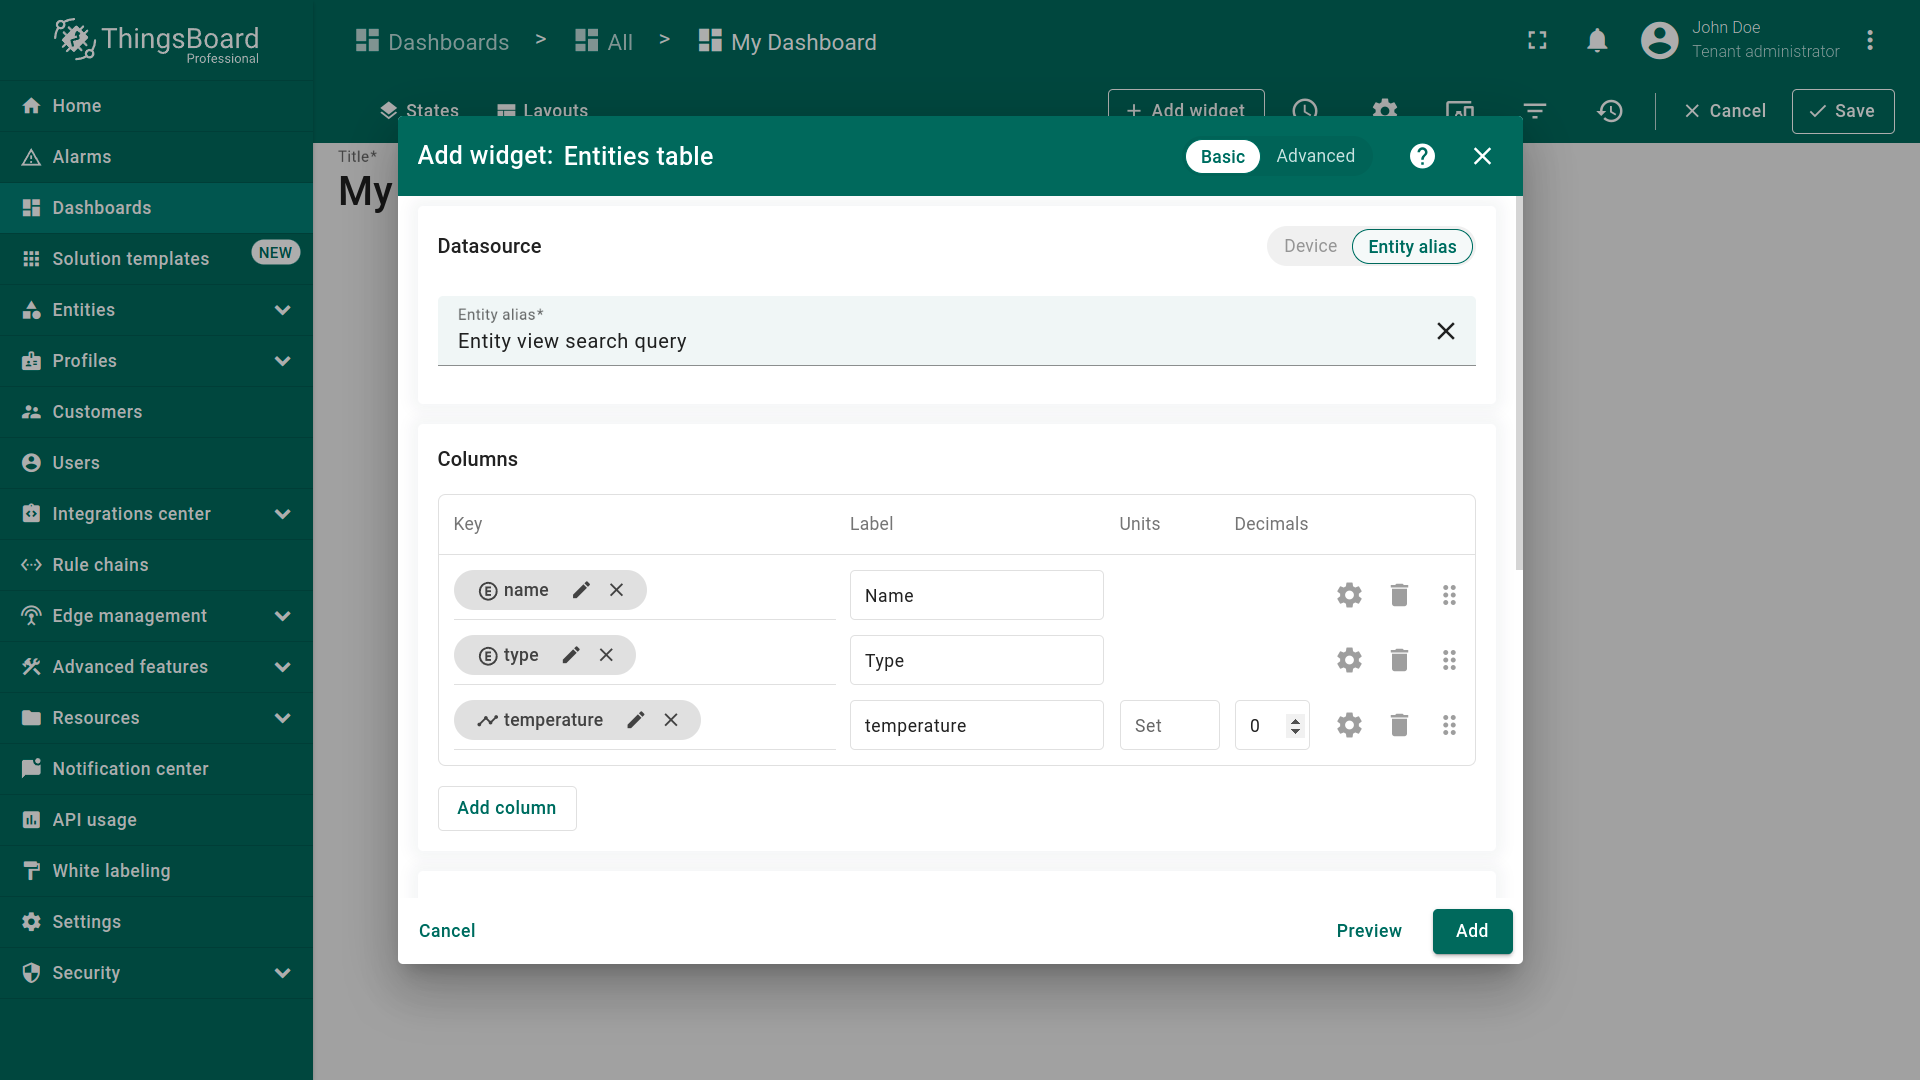 ThingsBoard
Professional
Dashboards > All > My Dashboard
John Doe
Tenant administrator
Home
Alarms
Dashboards
Solution templates NEW
Entities
Profiles
Customers
Users
Integrations center
Rule chains
Edge management
Advanced features
Resources
Notification center
API usage
White labeling
Settings
Security
States Layouts + Add widget Cancel Save
Title*
My
Add widget: Entities table Basic Advanced
Datasource Device Entity alias
Entity alias*
Entity view search query
Columns
Key Label Units Decimals
name Name
type Type
temperature temperature Set 0
Add column
Cancel Preview Add